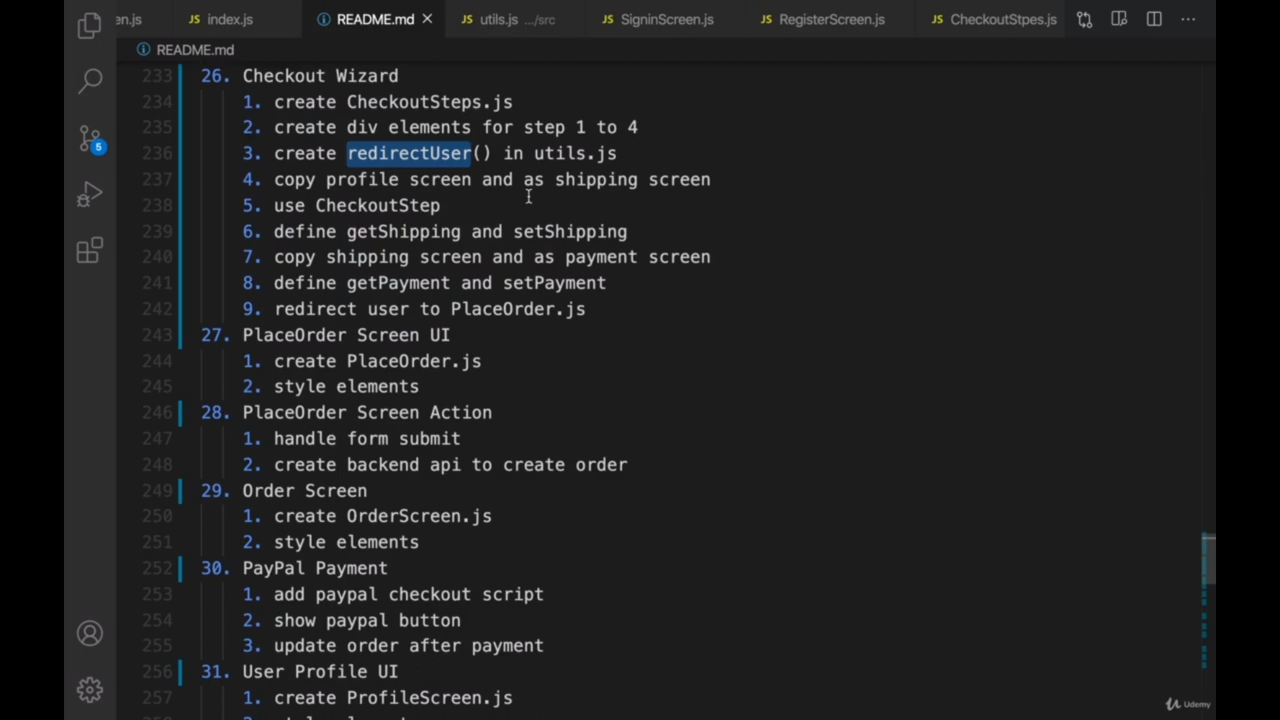 en.js
JS index.js
README.md
JS utils.js .../src
JS SigninScreen.js
JS RegisterScreen.js
JS CheckoutStpes.js
README.md
233 26. Checkout Wizard
234 1. create CheckoutSteps.js
235 2. create div elements for step 1 to 4
236 3. create redirectUser() in utils.js
237 4. copy profile screen and as shipping screen
238 5. use CheckoutStep
239 6. define getShipping and setShipping
240 7. copy shipping screen and as payment screen
241 8. define getPayment and setPayment
242 9. redirect user to PlaceOrder.js
243 27. PlaceOrder Screen UI
244 1. create PlaceOrder.js
245 2. style elements
246 28. PlaceOrder Screen Action
247 1. handle form submit
248 2. create backend api to create order
249 29. Order Screen
250 1. create OrderScreen.js
251 2. style elements
252 30. PayPal Payment
253 1. add paypal checkout script
254 2. show paypal button
255 3. update order after payment
256 31. User Profile UI
257 1. create ProfileScreen.js
5
Udemy